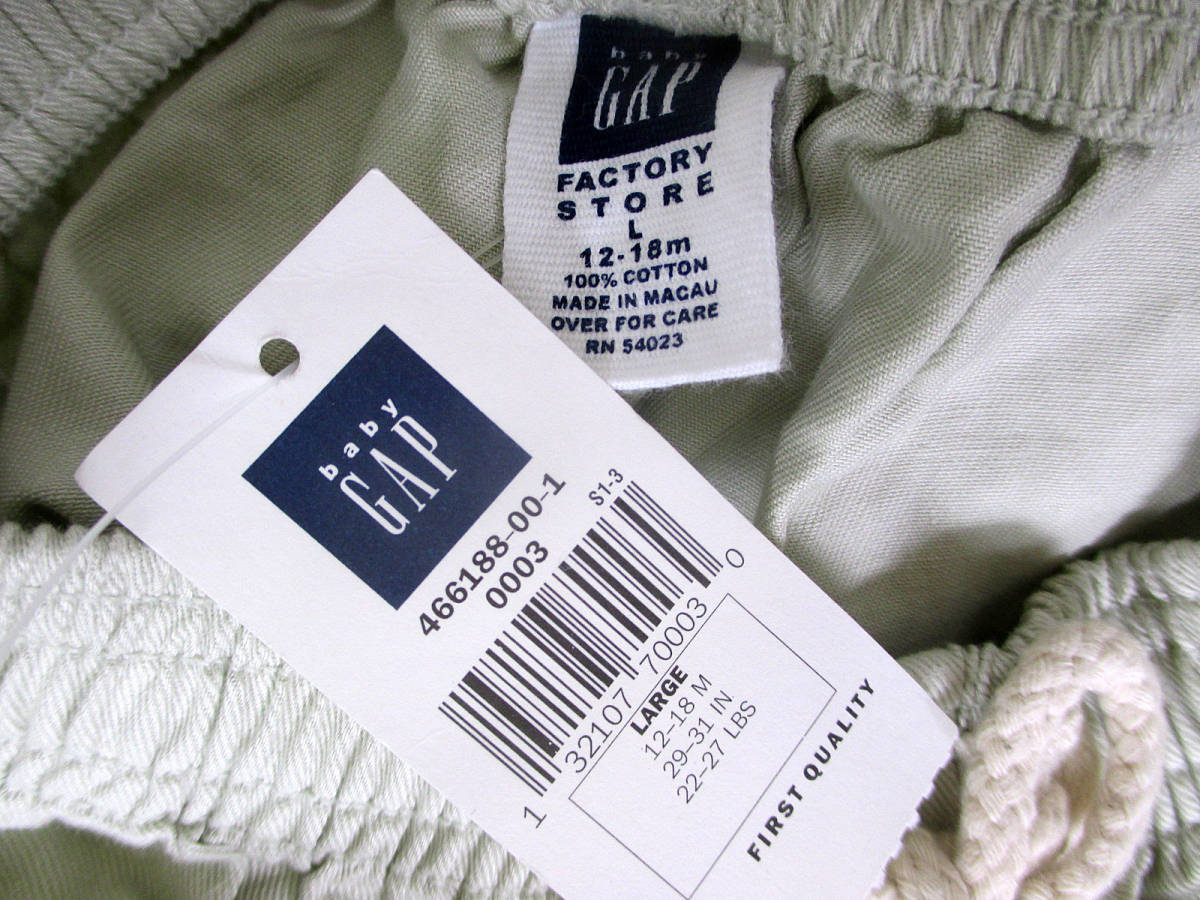 baby
GAP
FACTORY
STORE
L
12-18m
100% COTTON
MADE IN MACAU
OVER FOR CARE
RN 54023
baby
GAP
466188-00-1
0003
S1-3
1 32107 70003 0
LARGE
12-18 M
29-31 IN.
22-27 LBS
FIRST QUALITY